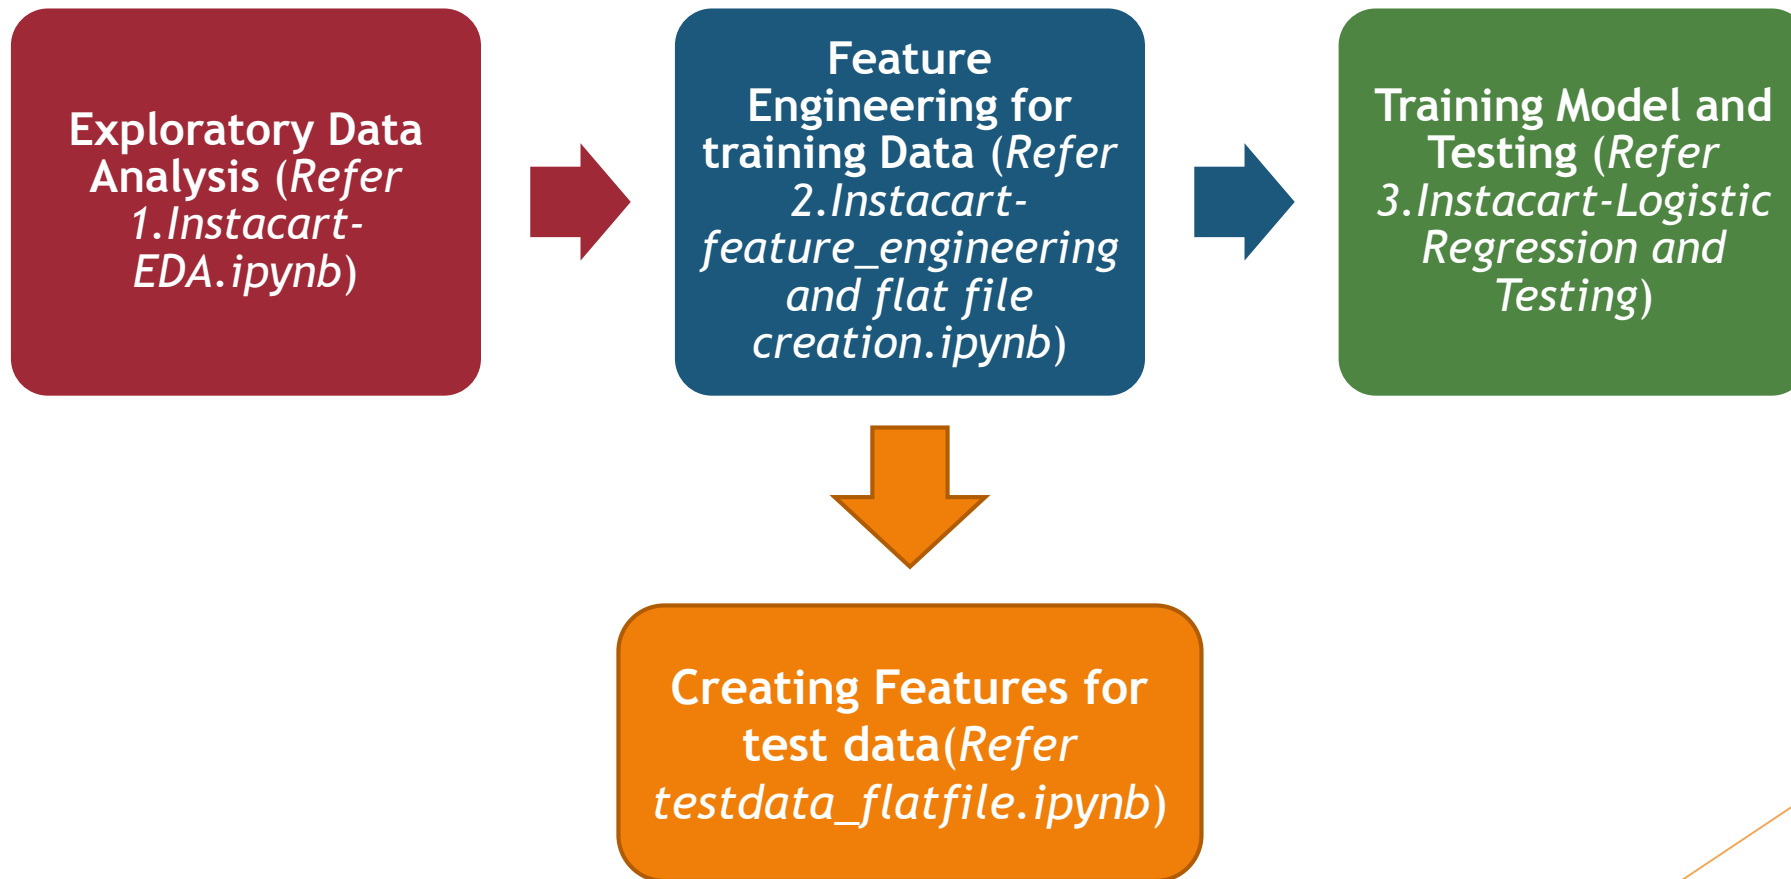 Exploratory Data
Analysis (Refer
1.Instacart-
EDA.ipynb)
Feature
Engineering for
training Data (Refer
2.Instacart-
feature_engineering
and flat file
creation.ipynb)
Training Model and
Testing (Refer
3.Instacart-Logistic
Regression and
Testing)
Creating Features for
test data(Refer
testdata_flatfile.ipynb)